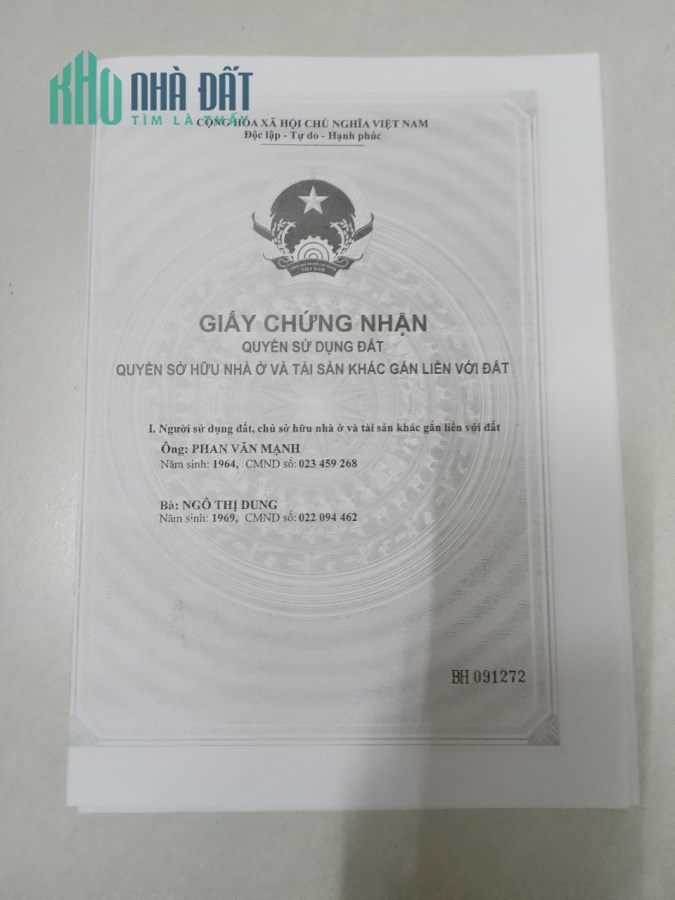 KHO NHÀ ĐẤT
TÌM LÀ THẤY
CỘNG HÒA XÃ HỘI CHỦ NGHĨA VIỆT NAM
Độc lập - Tự do - Hạnh phúc
VIỆT NAM
GIẤY CHỨNG NHẬN
QUYỀN SỬ DỤNG ĐẤT
QUYỀN SỞ HỮU NHÀ Ở VÀ TÀI SẢN KHÁC GẮN LIỀN VỚI ĐẤT
I. Người sử dụng đất, chủ sở hữu nhà ở và tài sản khác gắn liền với đất
Ông: PHAN VĂN MẠNH
Năm sinh: 1964, CMND số: 023 459 268
Bà: NGÔ THỊ DUNG
Năm sinh: 1969, CMND số: 022 094 462
BH 091272